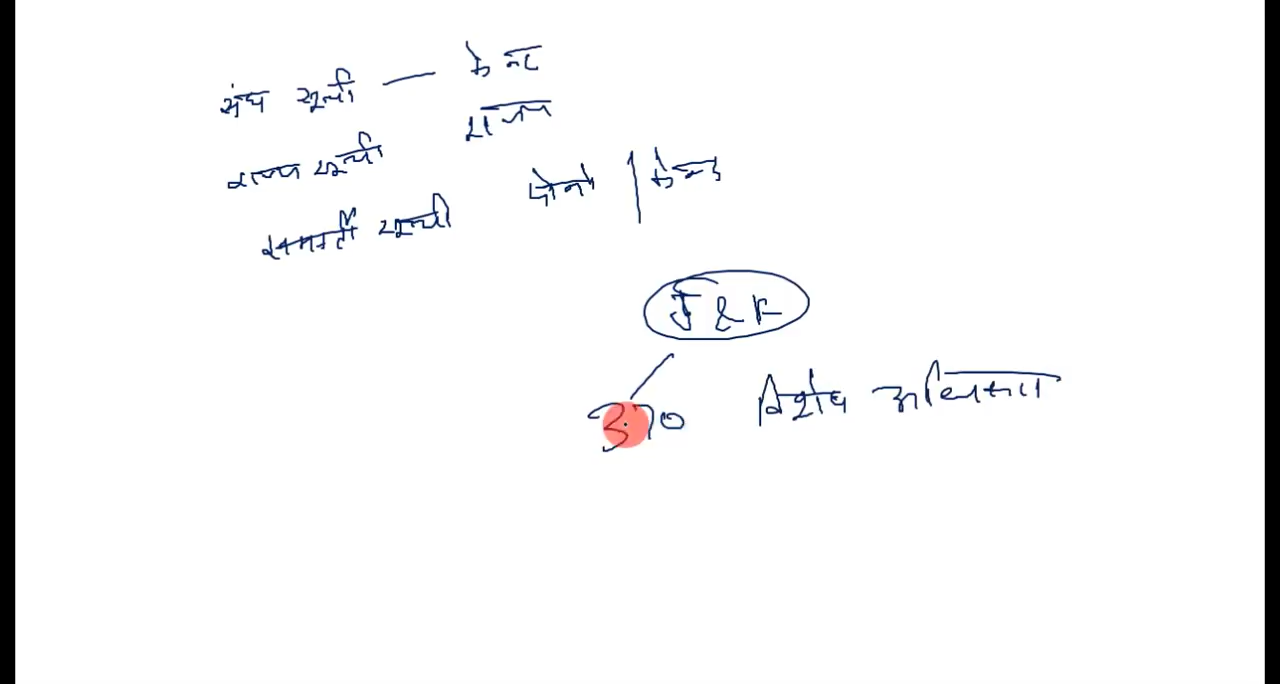 संघ सूची — केन्द्र
राज्य सूची राज्य
समवर्ती सूची दोनो | केन्द्र
J & K
370 विशेष अधिकार